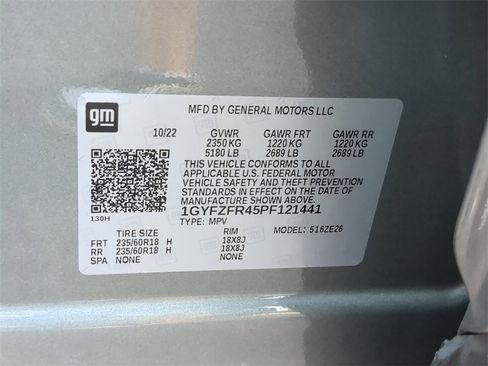 gm
MFD BY GENERAL MOTORS LLC
10/22 GVWR GAWR FRT GAWR RR
2350 KG 1220 KG 1220 KG
5180 LB 2689 LB 2689 LB
THIS VEHICLE CONFORMS TO ALL
APPLICABLE U.S. FEDERAL MOTOR
VEHICLE SAFETY AND THEFT PREVENTION
STANDARDS IN EFFECT ON THE DATE OF
MANUFACTURE SHOWN ABOVE.
1GYFZFR45PF121441
TYPE: MPV
130H
TIRE SIZE RIM MODEL: 516ZE26
FRT 235/60R18 H 18X8J
RR 235/60R18 H 18X8J
SPA NONE NONE